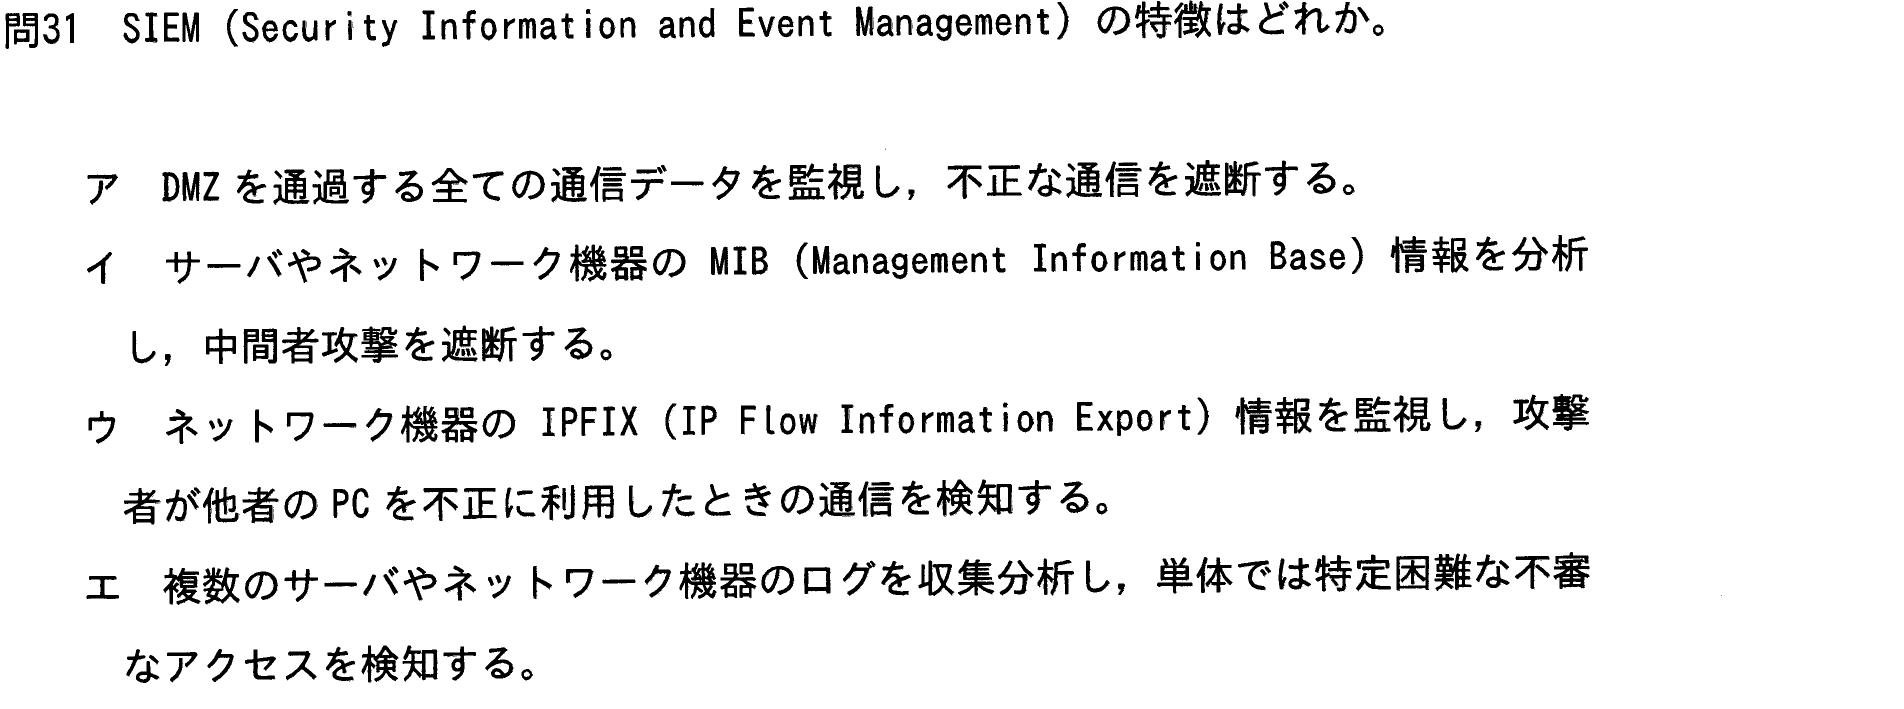 問31 SIEM (Security Information and Event Management) の特徴はどれか。
ア DMZ を通過する全ての通信データを監視し，不正な通信を遮断する。
イ サーバやネットワーク機器の MIB (Management Information Base) 情報を分析
し，中間者攻撃を遮断する。
ウ ネットワーク機器の IPFIX (IP Flow Information Export) 情報を監視し，攻撃
者が他者の PC を不正に利用したときの通信を検知する。
エ 複数のサーバやネットワーク機器のログを収集分析し，単体では特定困難な不審
なアクセスを検知する。